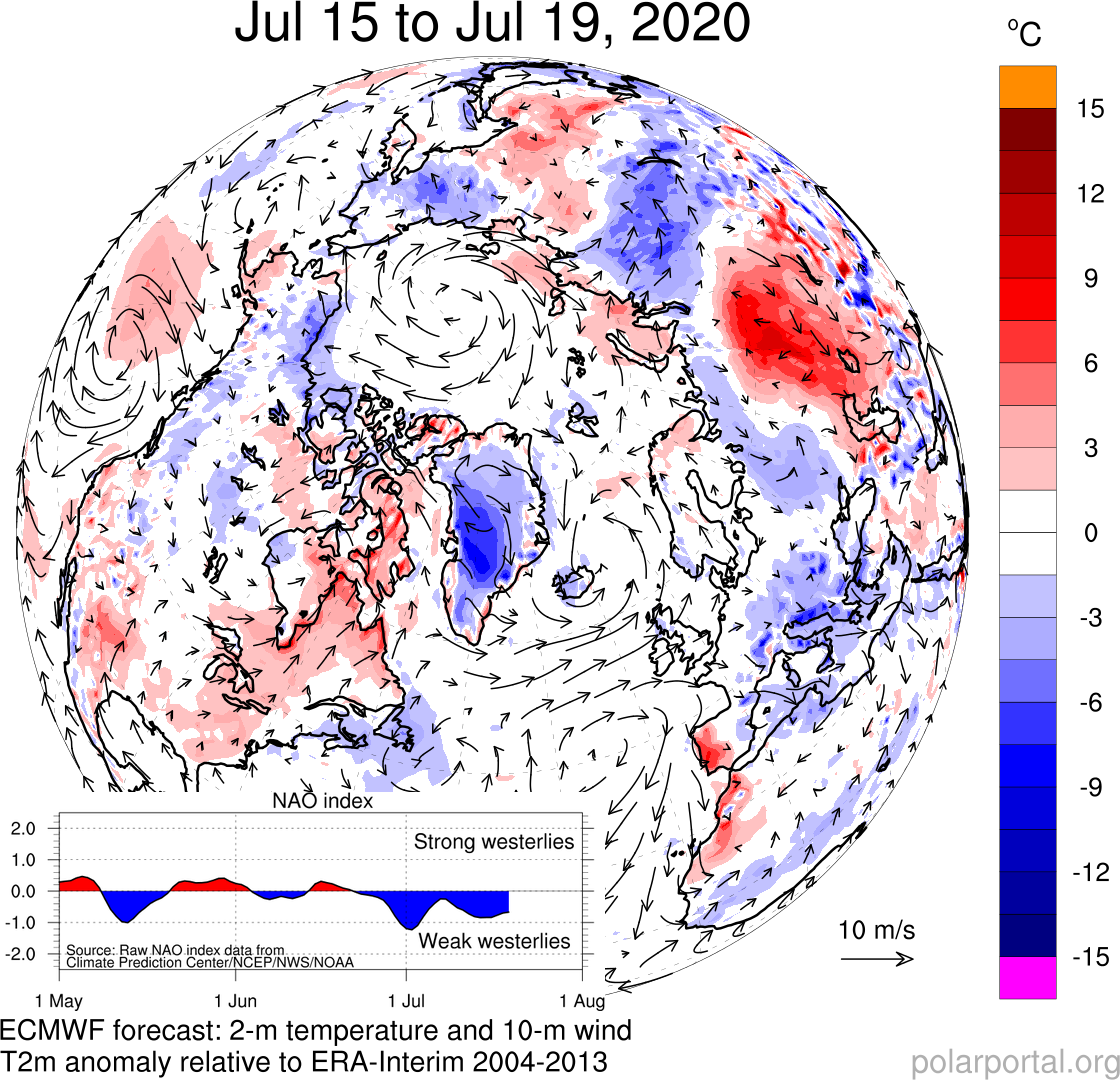 Jul 15 to Jul 19, 2020
°C
15
12
9
6
3
0
-3
-6
-9
-12
-15
NAO index
2.0
1.0
0.0
-1.0
-2.0
Strong westerlies
Weak westerlies
Source: Raw NAO index data from
Climate Prediction Center/NCEP/NWS/NOAA
1 May
1 Jun
1 Jul
1 Aug
10 m/s
ECMWF forecast: 2-m temperature and 10-m wind
T2m anomaly relative to ERA-Interim 2004-2013
polarportal.org